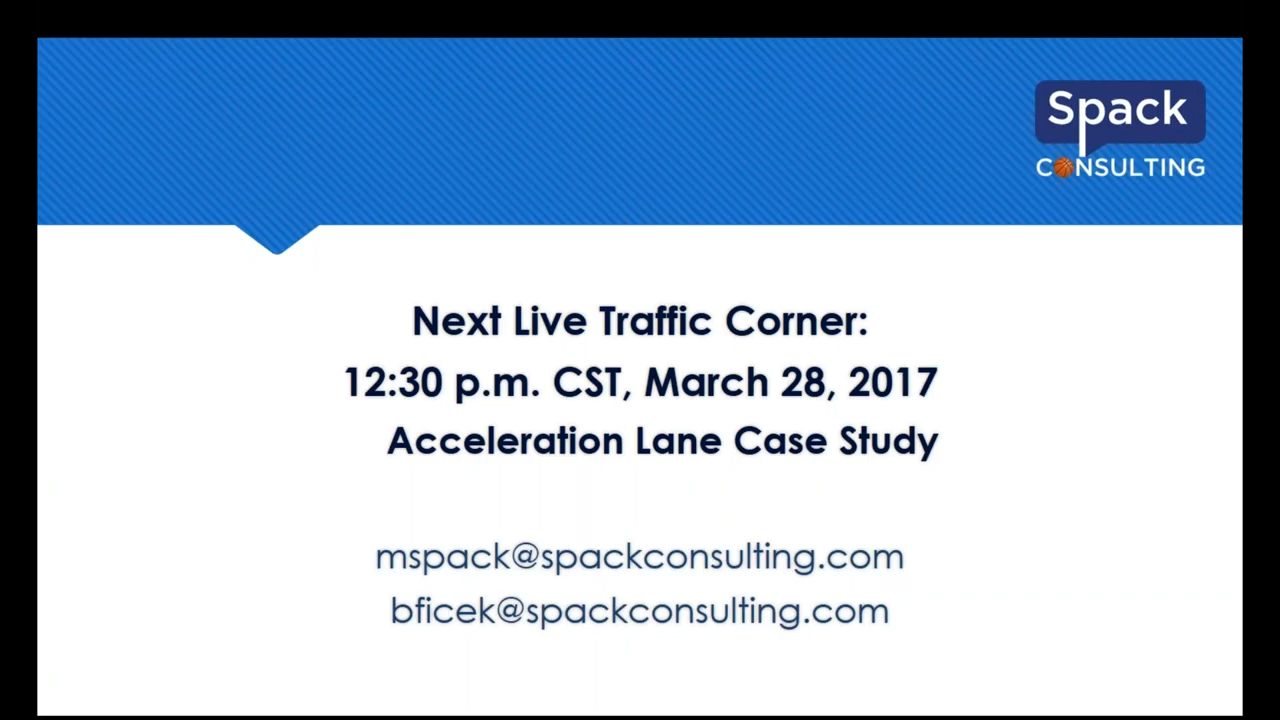 Spack
CONSULTING
Next Live Traffic Corner:
12:30 p.m. CST, March 28, 2017
Acceleration Lane Case Study
mspack@spackconsulting.com
bficek@spackconsulting.com